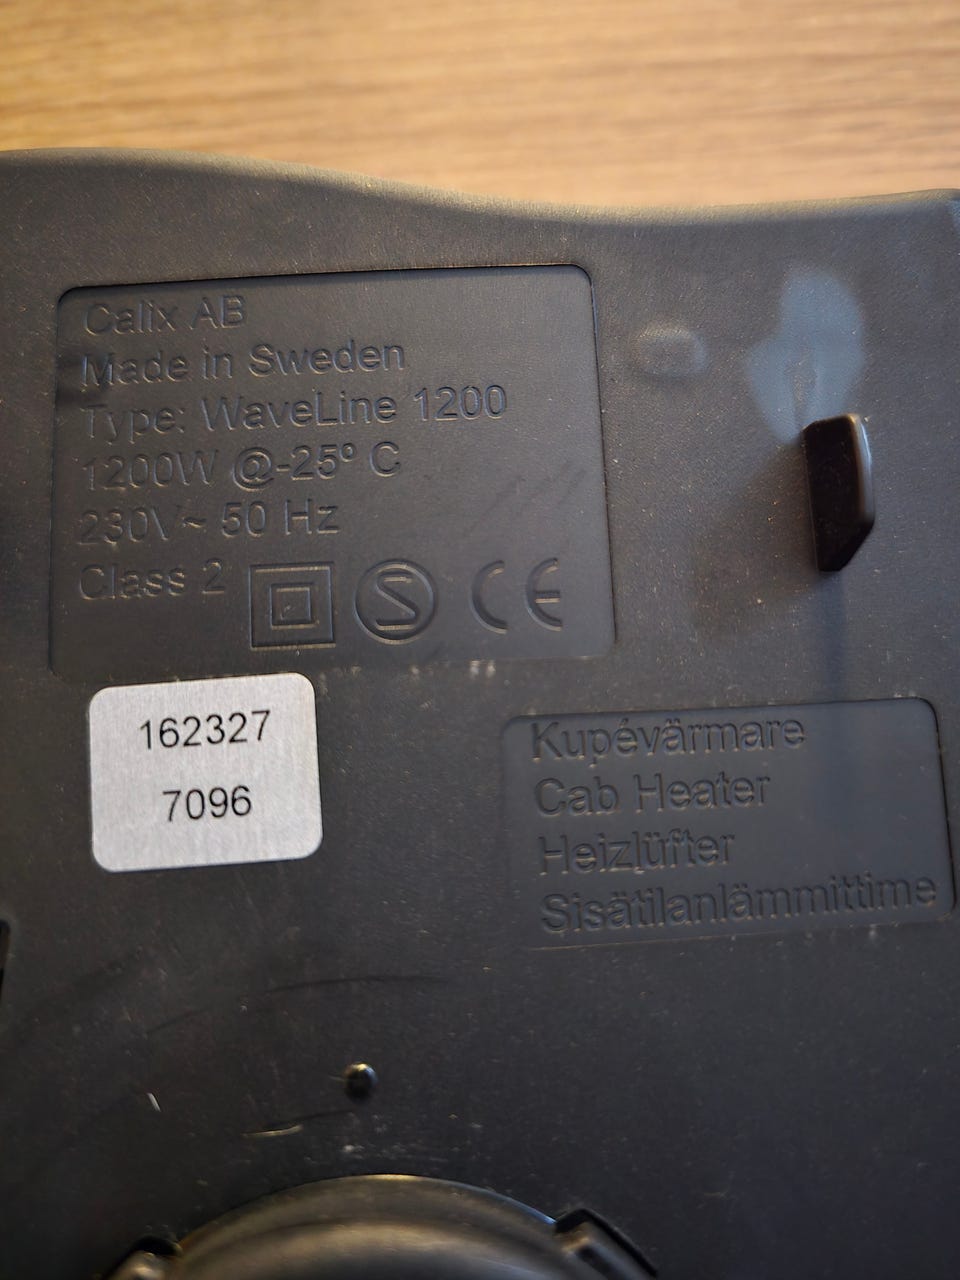 Calix AB
Made in Sweden
Type: WaveLine 1200
1200W @-25º C
230V~ 50 Hz
Class 2 S CE
162327
7096
Kupévärmare
Cab Heater
Heizlüfter
Sisätilanlämmittime